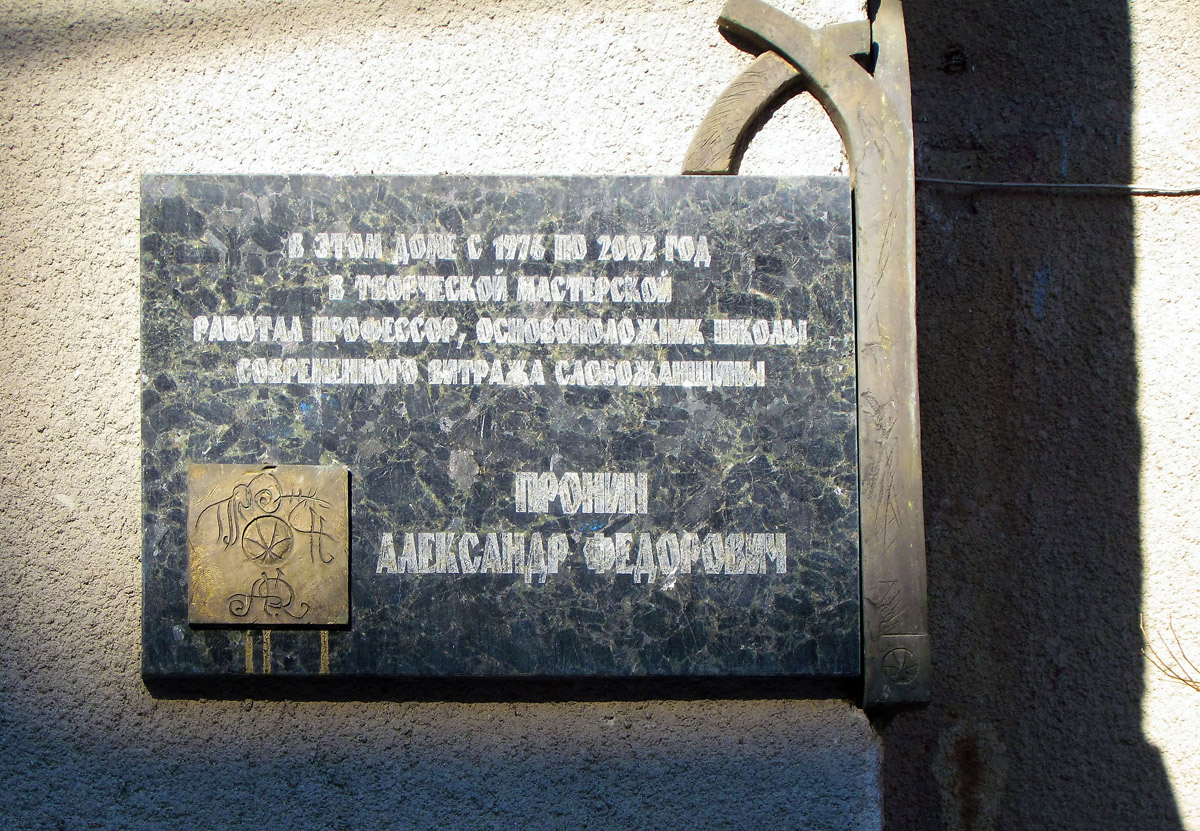 В ЭТОМ ДОМЕ С 1976 ПО 2002 ГОД
В ТВОРЧЕСКОЙ МАСТЕРСКОЙ
РАБОТАЛ ПРОФЕССОР, ОСНОВОПОЛОЖНИК ШКОЛЫ
СОВРЕМЕННОГО ВИТРАЖА СЛОБОЖАНЩИНЫ
ПРОНИН
АЛЕКСАНДР ФЕДОРОВИЧ